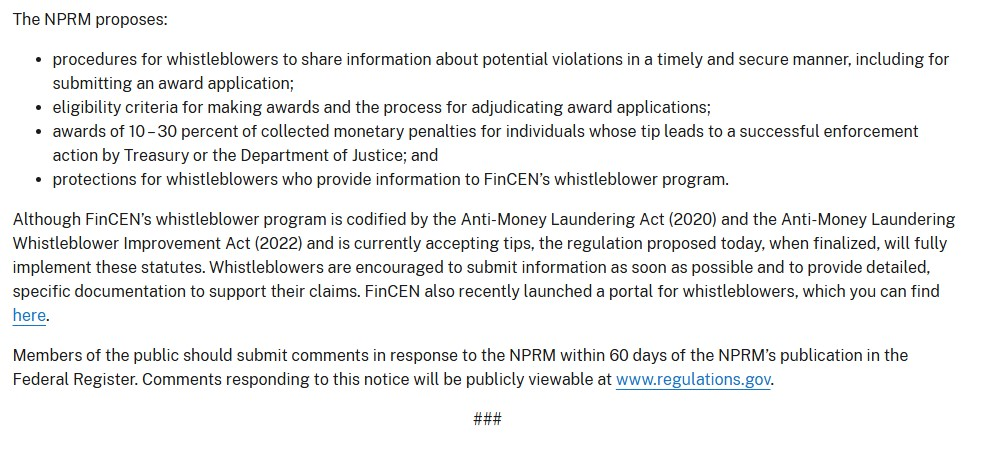 The NPRM proposes:
• procedures for whistleblowers to share information about potential violations in a timely and secure manner, including for
submitting an award application;
• eligibility criteria for making awards and the process for adjudicating award applications;
• awards of 10 – 30 percent of collected monetary penalties for individuals whose tip leads to a successful enforcement
action by Treasury or the Department of Justice; and
• protections for whistleblowers who provide information to FinCEN’s whistleblower program.
Although FinCEN’s whistleblower program is codified by the Anti-Money Laundering Act (2020) and the Anti-Money Laundering
Whistleblower Improvement Act (2022) and is currently accepting tips, the regulation proposed today, when finalized, will fully
implement these statutes. Whistleblowers are encouraged to submit information as soon as possible and to provide detailed,
specific documentation to support their claims. FinCEN also recently launched a portal for whistleblowers, which you can find
here.
Members of the public should submit comments in response to the NPRM within 60 days of the NPRM’s publication in the
Federal Register. Comments responding to this notice will be publicly viewable at www.regulations.gov.
###